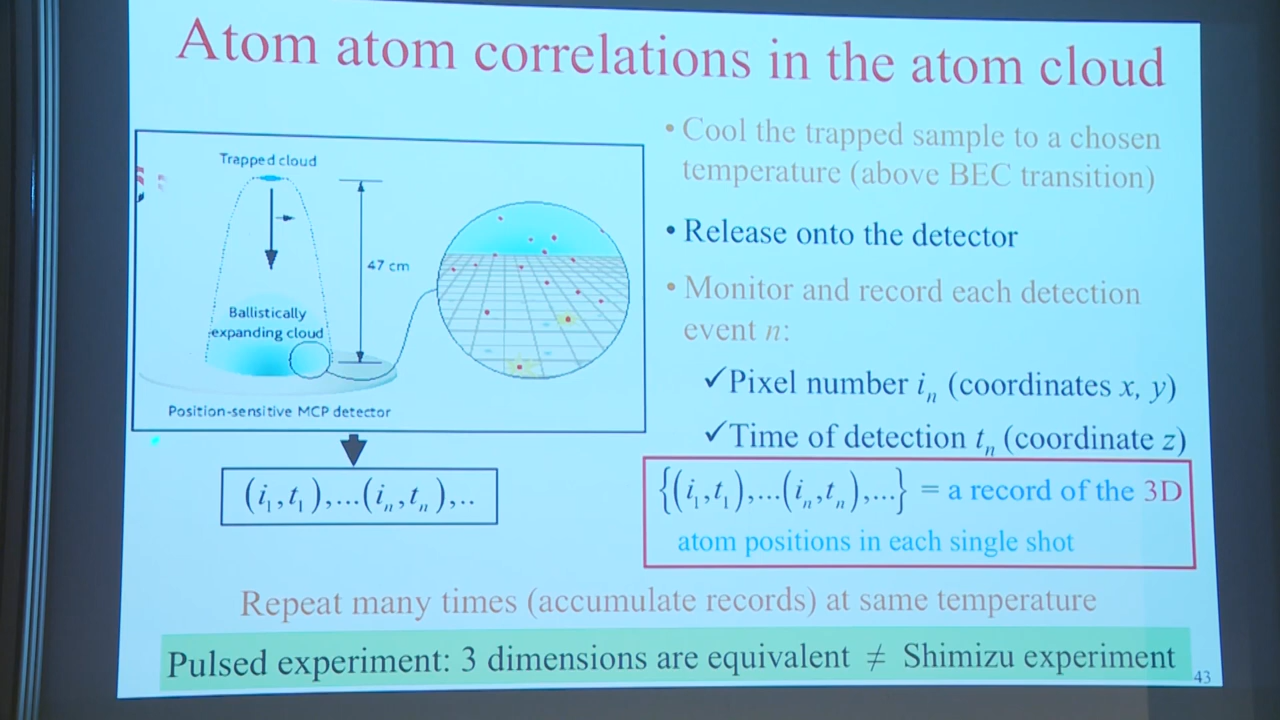 Atom atom correlations in the atom cloud
Trapped cloud
47 cm
Ballistically
expanding cloud
Position-sensitive MCP detector
(i₁,t₁),...(iₙ,tₙ),..
• Cool the trapped sample to a chosen
temperature (above BEC transition)
• Release onto the detector
• Monitor and record each detection
event n:
✓Pixel number iₙ (coordinates x, y)
✓Time of detection tₙ (coordinate z)
{(i₁,t₁),...(iₙ,tₙ),...} = a record of the 3D
atom positions in each single shot
Repeat many times (accumulate records) at same temperature
Pulsed experiment: 3 dimensions are equivalent ≠ Shimizu experiment
43